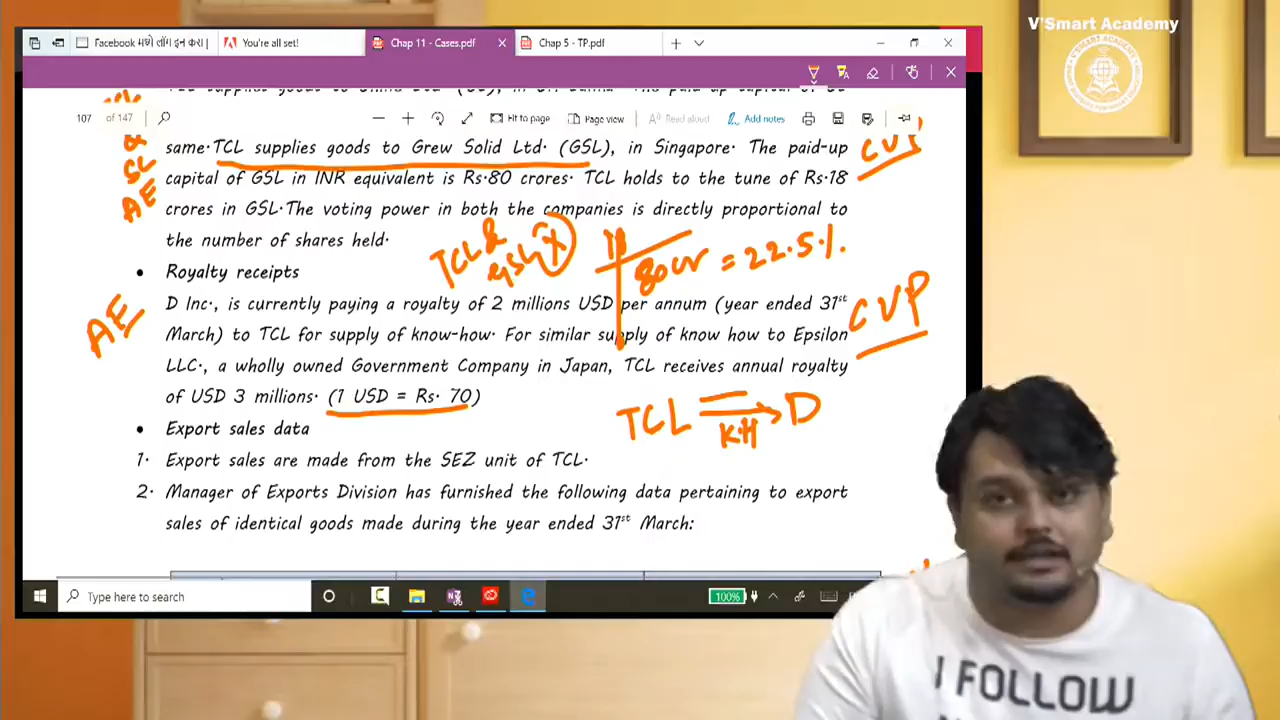 V'Smart Academy
Facebook मध्ये लॉग इन करा |
You're all set!
Chap 11 - Cases.pdf
Chap 5 - TP.pdf
107 of 147
Fit to page
Page view
Read aloud
Add notes
same. TCL supplies goods to Grew Solid Ltd. (GSL), in Singapore. The paid-up
capital of GSL in INR equivalent is Rs.80 crores. TCL holds to the tune of Rs.18
crores in GSL.The voting power in both the companies is directly proportional to
the number of shares held.
& SL AE
CUP
TCL & GSL X
18
80cr = 22.5%.
• Royalty receipts
D Inc., is currently paying a royalty of 2 millions USD per annum (year ended 31st
March) to TCL for supply of know-how. For similar supply of know how to Epsilon
LLC., a wholly owned Government Company in Japan, TCL receives annual royalty
of USD 3 millions. (1 USD = Rs. 70)
AE
CUP
TCL → D
KH
• Export sales data
1. Export sales are made from the SEZ unit of TCL.
2. Manager of Exports Division has furnished the following data pertaining to export
sales of identical goods made during the year ended 31st March:
Type here to search
100%
I FOLLOW